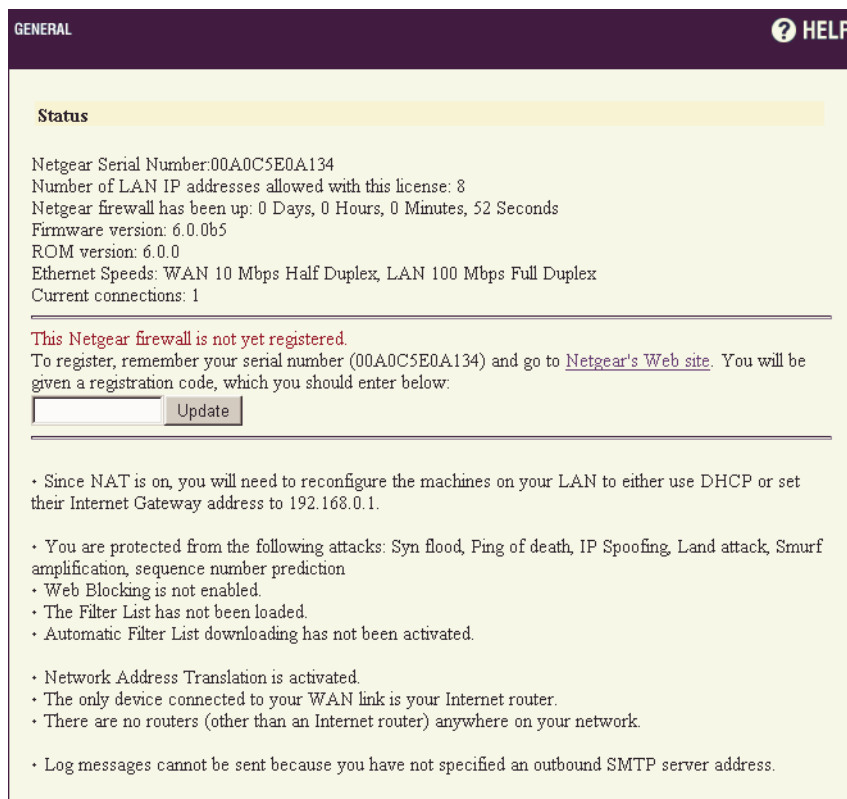 GENERAL
? HELP
Status
Netgear Serial Number:00A0C5E0A134
Number of LAN IP addresses allowed with this license: 8
Netgear firewall has been up: 0 Days, 0 Hours, 0 Minutes, 52 Seconds
Firmware version: 6.0.0b5
ROM version: 6.0.0
Ethernet Speeds: WAN 10 Mbps Half Duplex, LAN 100 Mbps Full Duplex
Current connections: 1
This Netgear firewall is not yet registered.
To register, remember your serial number (00A0C5E0A134) and go to Netgear's Web site. You will be
given a registration code, which you should enter below:
Update
• Since NAT is on, you will need to reconfigure the machines on your LAN to either use DHCP or set
their Internet Gateway address to 192.168.0.1.
• You are protected from the following attacks: Syn flood, Ping of death, IP Spoofing, Land attack, Smurf
amplification, sequence number prediction
• Web Blocking is not enabled.
• The Filter List has not been loaded.
• Automatic Filter List downloading has not been activated.
• Network Address Translation is activated.
• The only device connected to your WAN link is your Internet router.
• There are no routers (other than an Internet router) anywhere on your network.
• Log messages cannot be sent because you have not specified an outbound SMTP server address.